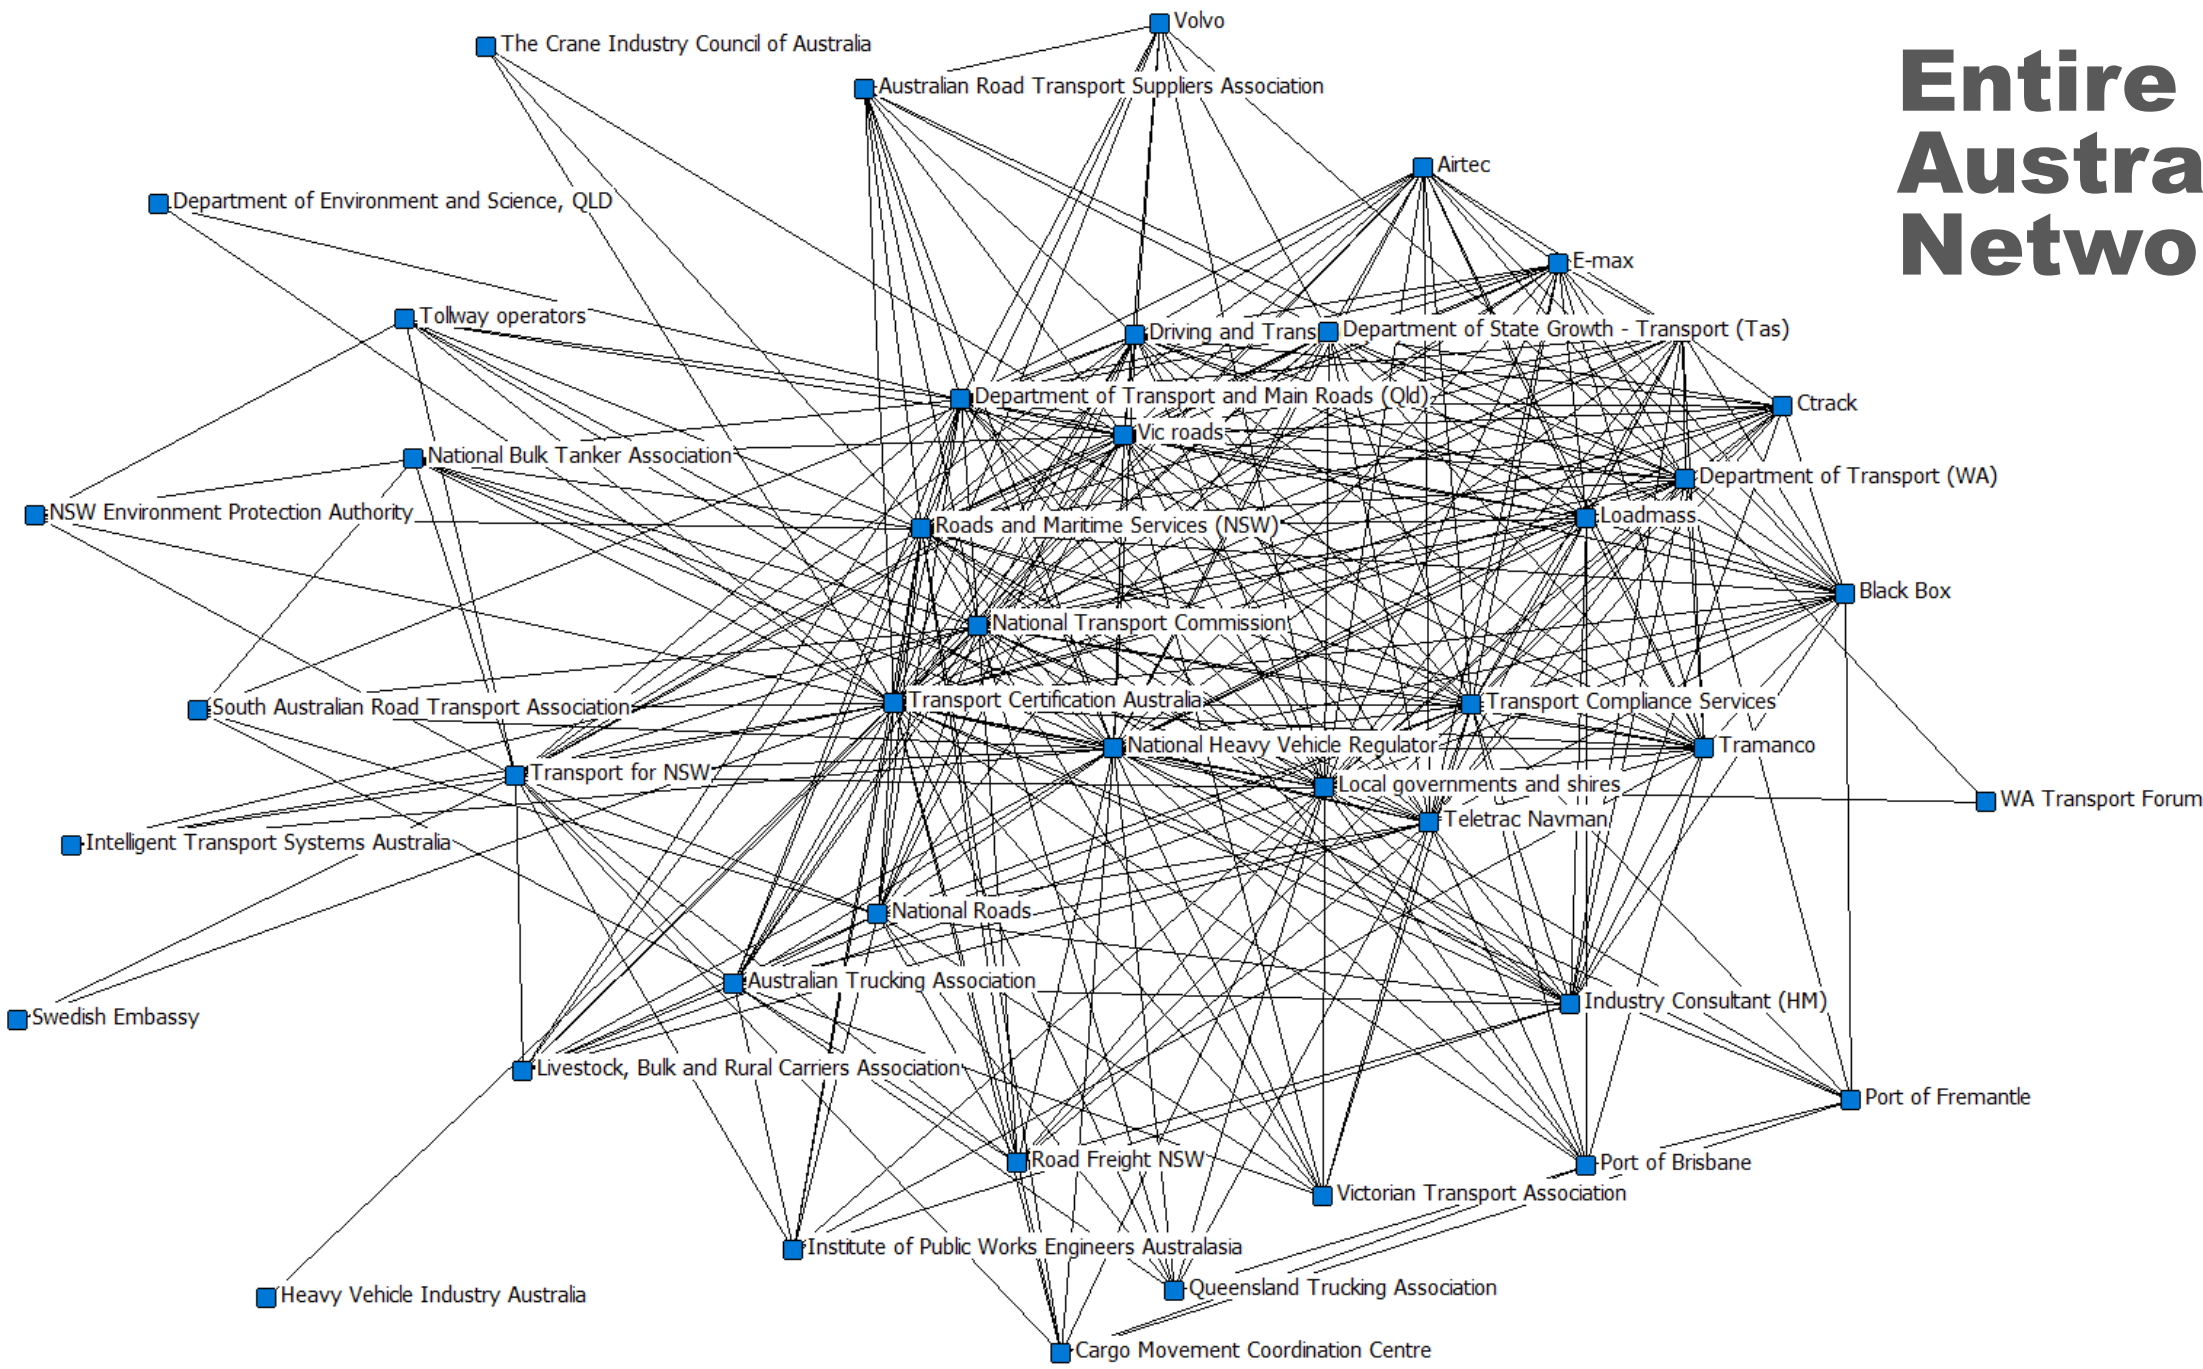 Volvo
The Crane Industry Council of Australia
Entire
Austra
Netwo
Australian Road Transport Suppliers Association
Airtec
Department of Environment and Science, QLD
E-max
Tollway operators
Driving and Trans
Department of State Growth - Transport (Tas)
Department of Transport and Main Roads (Qld)
Ctrack
Vic roads
National Bulk Tanker Association
Department of Transport (WA)
NSW Environment Protection Authority
Loadmass
Roads and Maritime Services (NSW)
Black Box
National Transport Commission
South Australian Road Transport Association
Transport Certification Australia
Transport Compliance Services
National Heavy Vehicle Regulator
Tramanco
Transport for NSW
Local governments and shires
WA Transport Forum
Teletrac Navman
Intelligent Transport Systems Australia
National Roads
Australian Trucking Association
Industry Consultant (HM)
Swedish Embassy
Livestock, Bulk and Rural Carriers Association
Port of Fremantle
Road Freight NSW
Port of Brisbane
Victorian Transport Association
Institute of Public Works Engineers Australasia
Heavy Vehicle Industry Australia
Queensland Trucking Association
Cargo Movement Coordination Centre